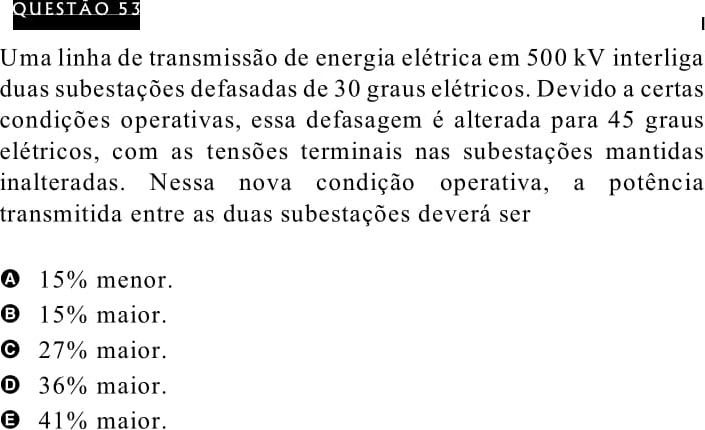 QUESTÃO 53
Uma linha de transmissão de energia elétrica em 500 kV interliga
duas subestações defasadas de 30 graus elétricos. Devido a certas
condições operativas, essa defasagem é alterada para 45 graus
elétricos, com as tensões terminais nas subestações mantidas
inalteradas. Nessa nova condição operativa, a potência
transmitida entre as duas subestações deverá ser
A 15% menor.
B 15% maior.
C 27% maior.
D 36% maior.
E 41% maior.